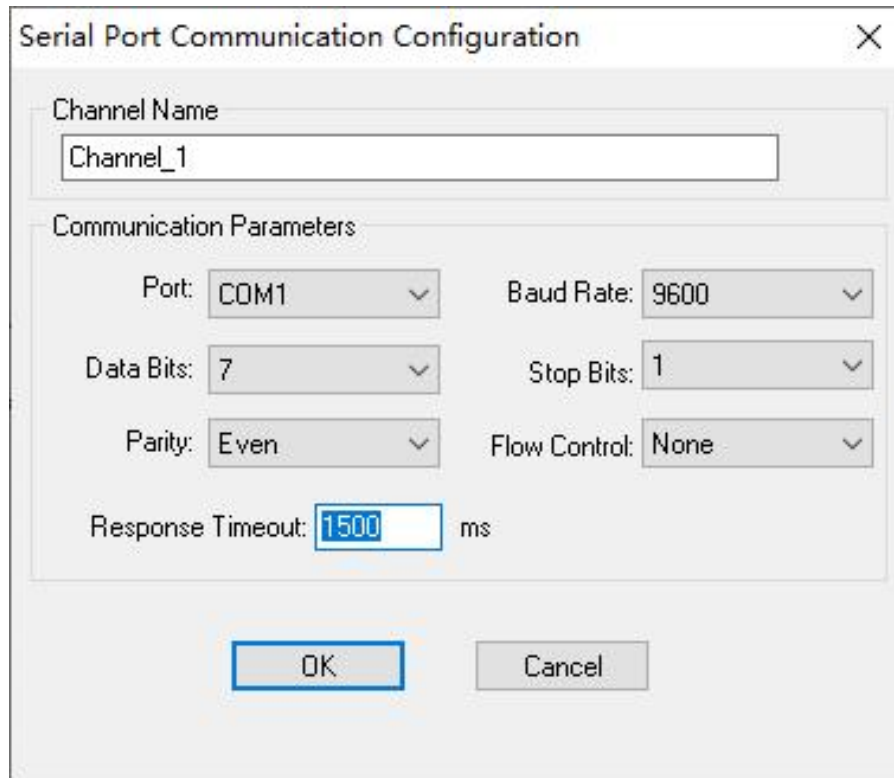 Serial Port Communication Configuration
Channel Name
Channel_1
Communication Parameters
Port: COM1 Baud Rate: 9600
Data Bits: 7 Stop Bits: 1
Parity: Even Flow Control: None
Response Timeout: 1500 ms
OK Cancel